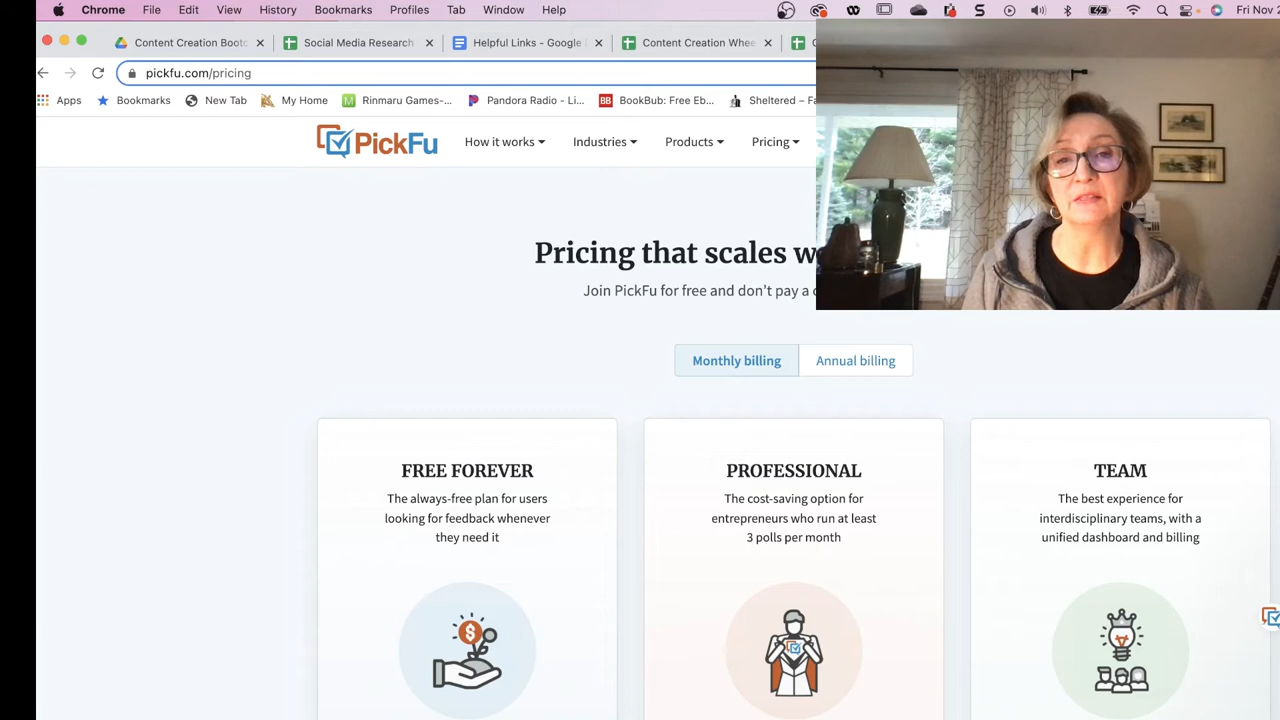 Chrome File Edit View History Bookmarks Profiles Tab Window Help Fri Nov
Content Creation Boot Social Media Research Helpful Links - Google Content Creation Whee
pickfu.com/pricing
Apps Bookmarks New Tab My Home Rinmaru Games-... Pandora Radio - Li... BookBub: Free Eb... Sheltered – Fa
PickFu How it works Industries Products Pricing
Pricing that scales w
Join PickFu for free and don't pay a
Monthly billing Annual billing
FREE FOREVER
The always-free plan for users
looking for feedback whenever
they need it
PROFESSIONAL
The cost-saving option for
entrepreneurs who run at least
3 polls per month
TEAM
The best experience for
interdisciplinary teams, with a
unified dashboard and billing